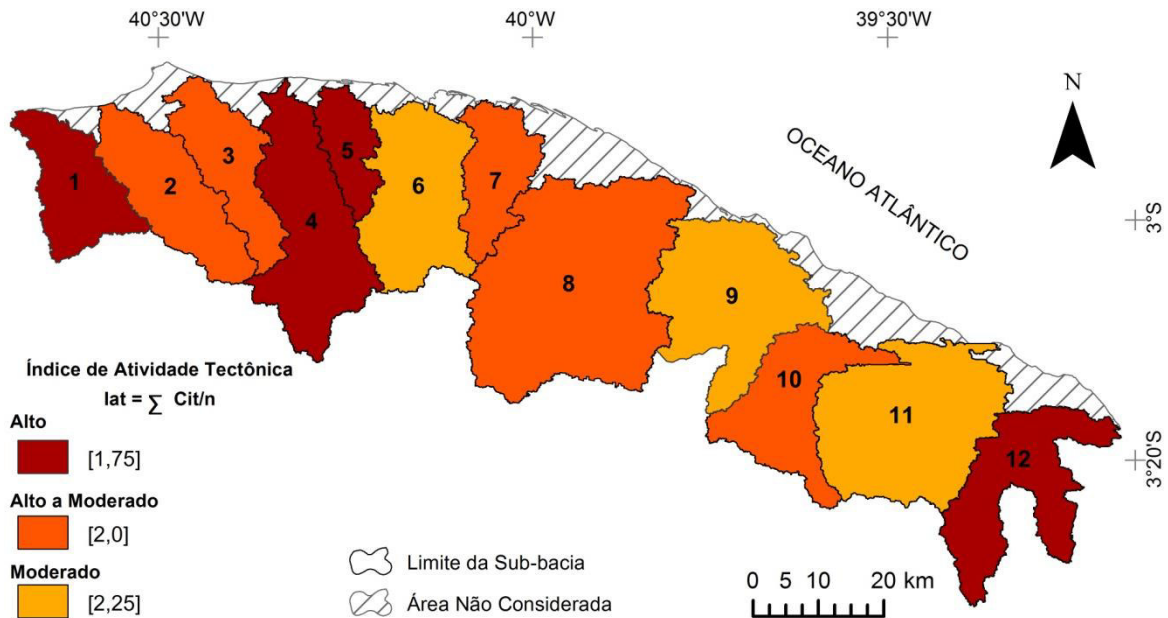 40°30'W
40°W
39°30'W
N
OCEANO ATLÂNTICO
3°S
3°20'S
1
2
3
4
5
6
7
8
9
10
11
12
Índice de Atividade Tectônica
Iat = ∑ Cit/n
Alto
[1,75]
Alto a Moderado
[2,0]
Moderado
[2,25]
Limite da Sub-bacia
Área Não Considerada
0 5 10 20 km